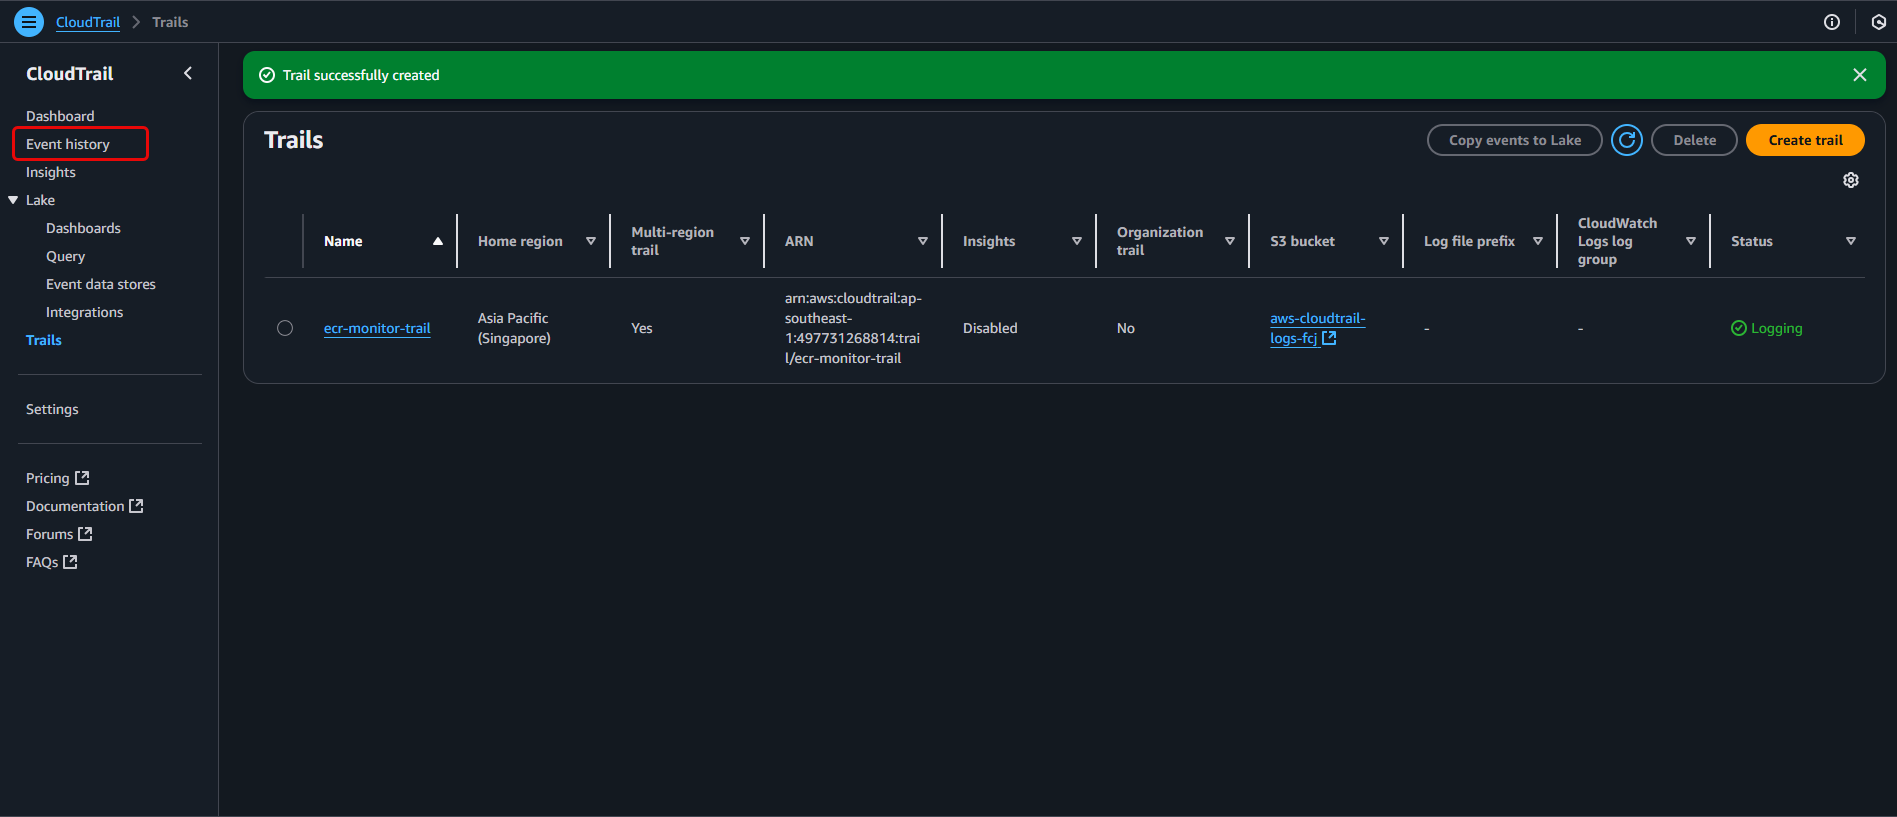 CloudTrail > Trails
CloudTrail
Dashboard
Event history
Insights
Lake
Dashboards
Query
Event data stores
Integrations
Trails
Settings
Pricing
Documentation
Forums
FAQs
Trail successfully created
Trails
Copy events to Lake
Delete
Create trail
Name
Home region
Multi-region
trail
ARN
Insights
Organization
trail
S3 bucket
Log file prefix
CloudWatch
Logs log
group
Status
ecr-monitor-trail
Asia Pacific
(Singapore)
Yes
arn:aws:cloudtrail:ap-
southeast-
1:497731268814:trai
l/ecr-monitor-trail
Disabled
No
aws-cloudtrail-
logs-fcj
-
-
Logging